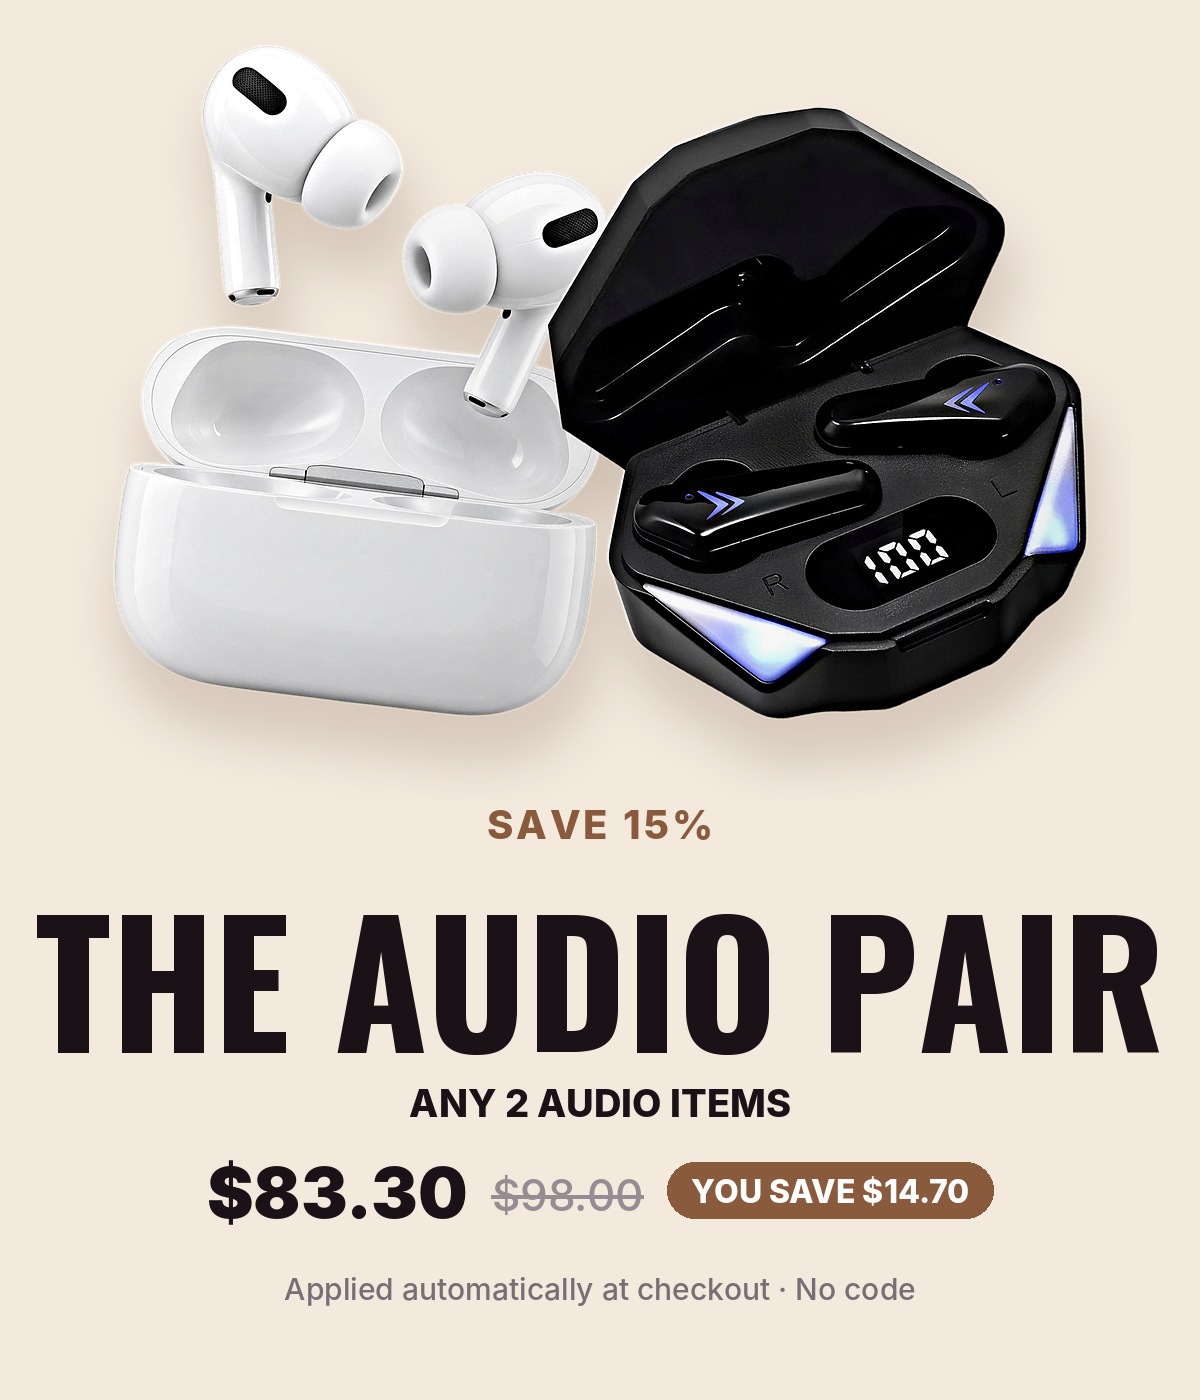 L
100
R
SAVE 15%
THE AUDIO PAIR
ANY 2 AUDIO ITEMS
$83.30 $98.00 YOU SAVE $14.70
Applied automatically at checkout · No code